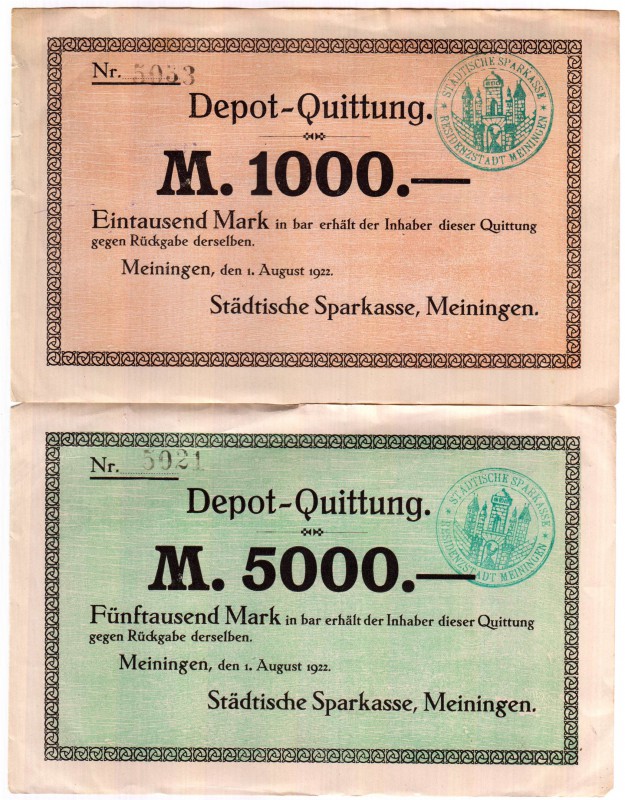 Nr. 5053
STÄDTISCHE SPARKASSE
RESIDENZSTADT MEININGEN
Depot-Quittung.
M. 1000.—
Eintausend Mark in bar erhält der Inhaber dieser Quittung
gegen Rückgabe derselben.
Meiningen, den 1. August 1922.
Städtische Sparkasse, Meiningen.
Nr. 5021
STÄDTISCHE SPARKASSE
RESIDENZSTADT MEININGEN
Depot-Quittung.
M. 5000.—
Fünftausend Mark in bar erhält der Inhaber dieser Quittung
gegen Rückgabe derselben.
Meiningen, den 1. August 1922.
Städtische Sparkasse, Meiningen.